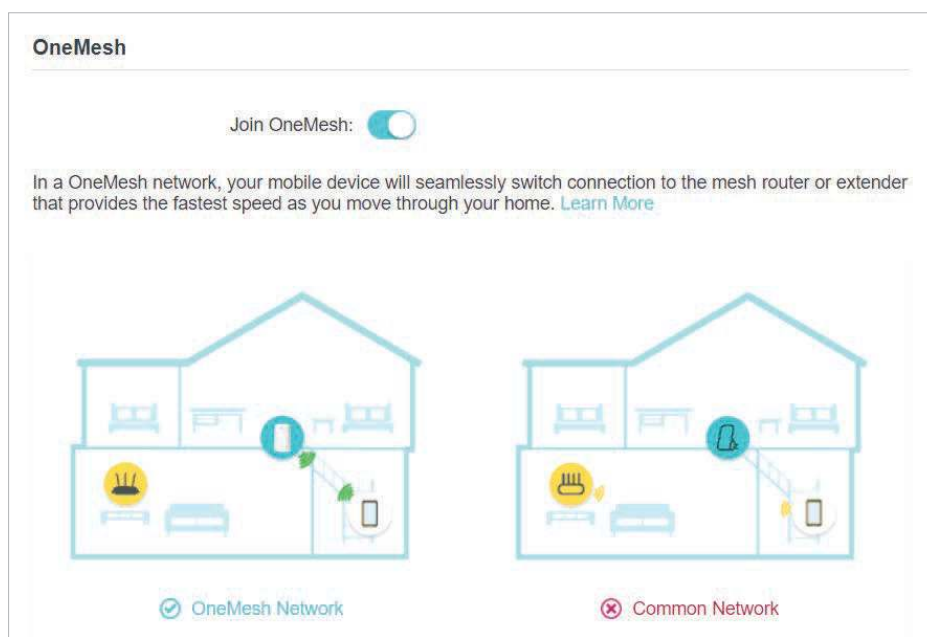 OneMesh
Join OneMesh:
In a OneMesh network, your mobile device will seamlessly switch connection to the mesh router or extender
that provides the fastest speed as you move through your home. Learn More
OneMesh Network
Common Network